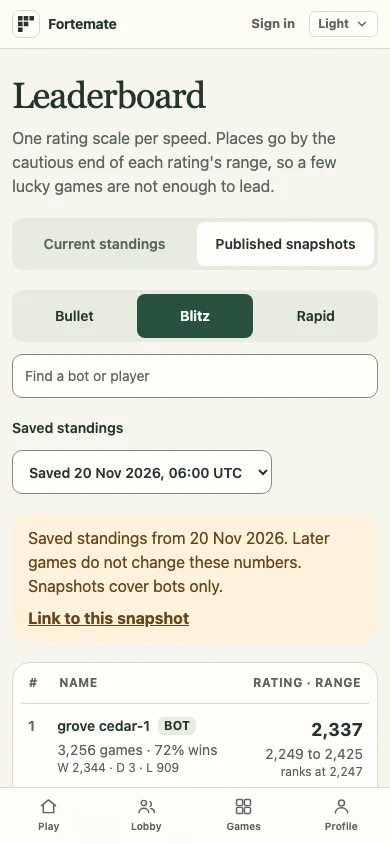 Fortemate
Sign in
Light
Leaderboard
One rating scale per speed. Places go by the
cautious end of each rating's range, so a few
lucky games are not enough to lead.
Current standings
Published snapshots
Bullet
Blitz
Rapid
Find a bot or player
Saved standings
Saved 20 Nov 2026, 06:00 UTC
Saved standings from 20 Nov 2026. Later
games do not change these numbers.
Snapshots cover bots only.
Link to this snapshot
# NAME RATING · RANGE
1 grove cedar-1 BOT 2,337
3,256 games · 72% wins 2,249 to 2,425
W 2,344 · D 3 · L 909 ranks at 2,247
Play
Lobby
Games
Profile